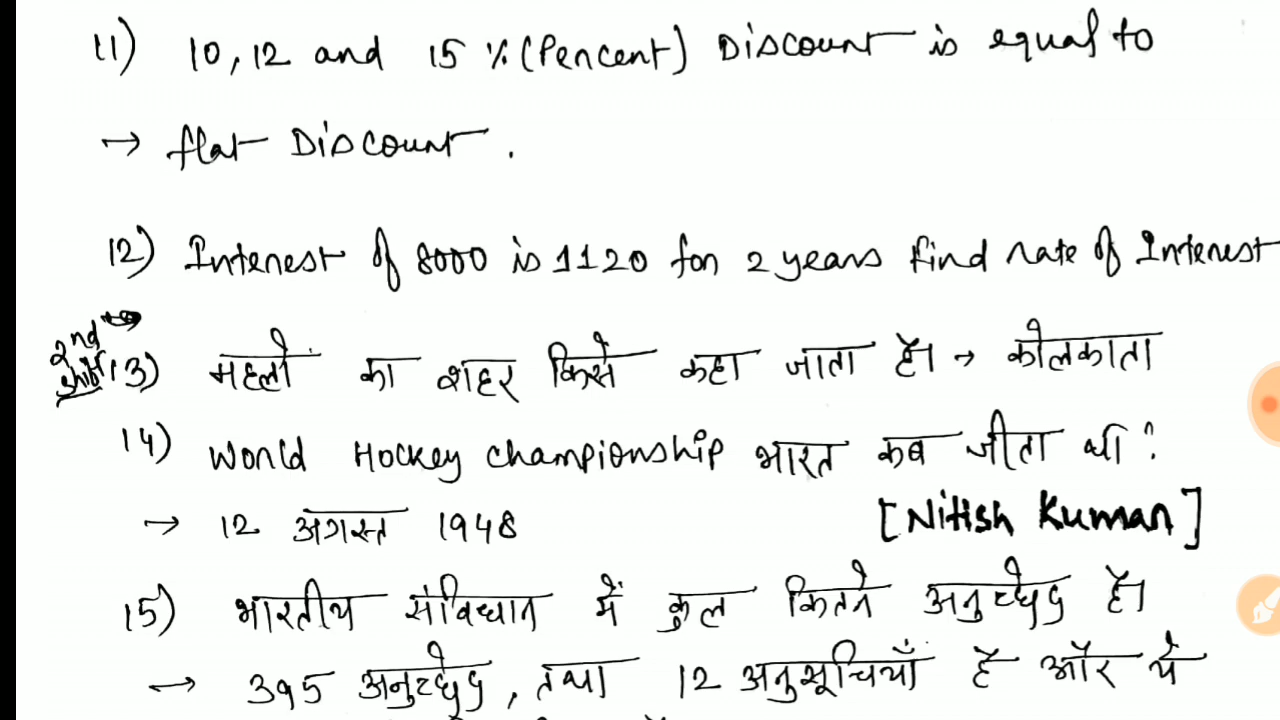 11) 10, 12 and 15 % (Percent) Discount is equal to
→ flat Discount.
12) Interest of 8000 is 1120 for 2 years find rate of Interest
2nd shift
13) महलो का शहर किसे कहा जाता है। → कोलकाता
14) World Hockey championship भारत कब जीता था ?
→ 12 अगस्त 1948
[Nitish Kumar]
15) भारतीय संविधान में कुल कितने अनुच्छेद है।
→ 395 अनुच्छेद, तथा 12 अनुसूचियाँ है और ये